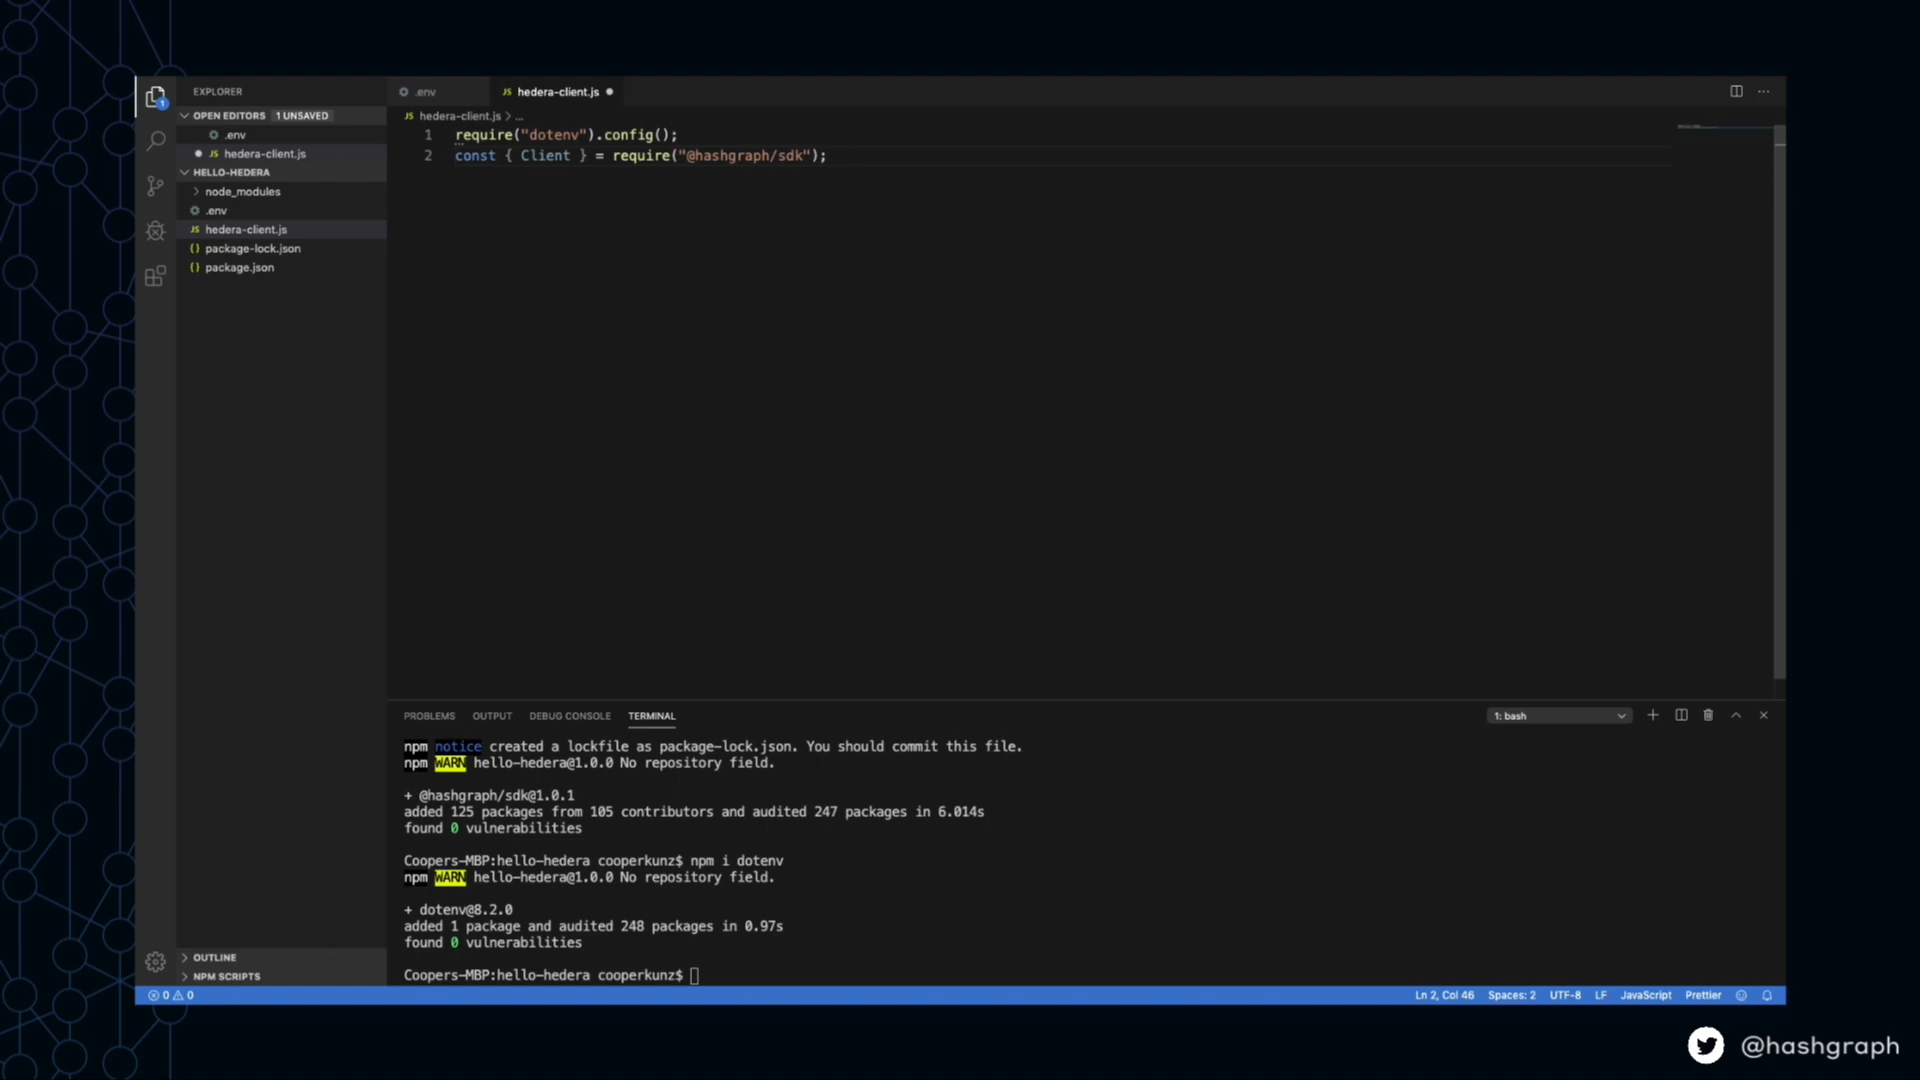 EXPLORER
OPEN EDITORS 1 UNSAVED
.env
JS hedera-client.js
HELLO-HEDERA
node_modules
.env
JS hedera-client.js
{} package-lock.json
{} package.json
OUTLINE
NPM SCRIPTS
.env
JS hedera-client.js
JS hedera-client.js > ...
1 require("dotenv").config();
2 const { Client } = require("@hashgraph/sdk");
PROBLEMS OUTPUT DEBUG CONSOLE TERMINAL
1: bash
npm notice created a lockfile as package-lock.json. You should commit this file.
npm WARN hello-hedera@1.0.0 No repository field.
+ @hashgraph/sdk@1.0.1
added 125 packages from 105 contributors and audited 247 packages in 6.014s
found 0 vulnerabilities
Coopers-MBP:hello-hedera cooperkunz$ npm i dotenv
npm WARN hello-hedera@1.0.0 No repository field.
+ dotenv@8.2.0
added 1 package and audited 248 packages in 0.97s
found 0 vulnerabilities
Coopers-MBP:hello-hedera cooperkunz$
0 0
Ln 2, Col 46 Spaces: 2 UTF-8 LF JavaScript Prettier
@hashgraph